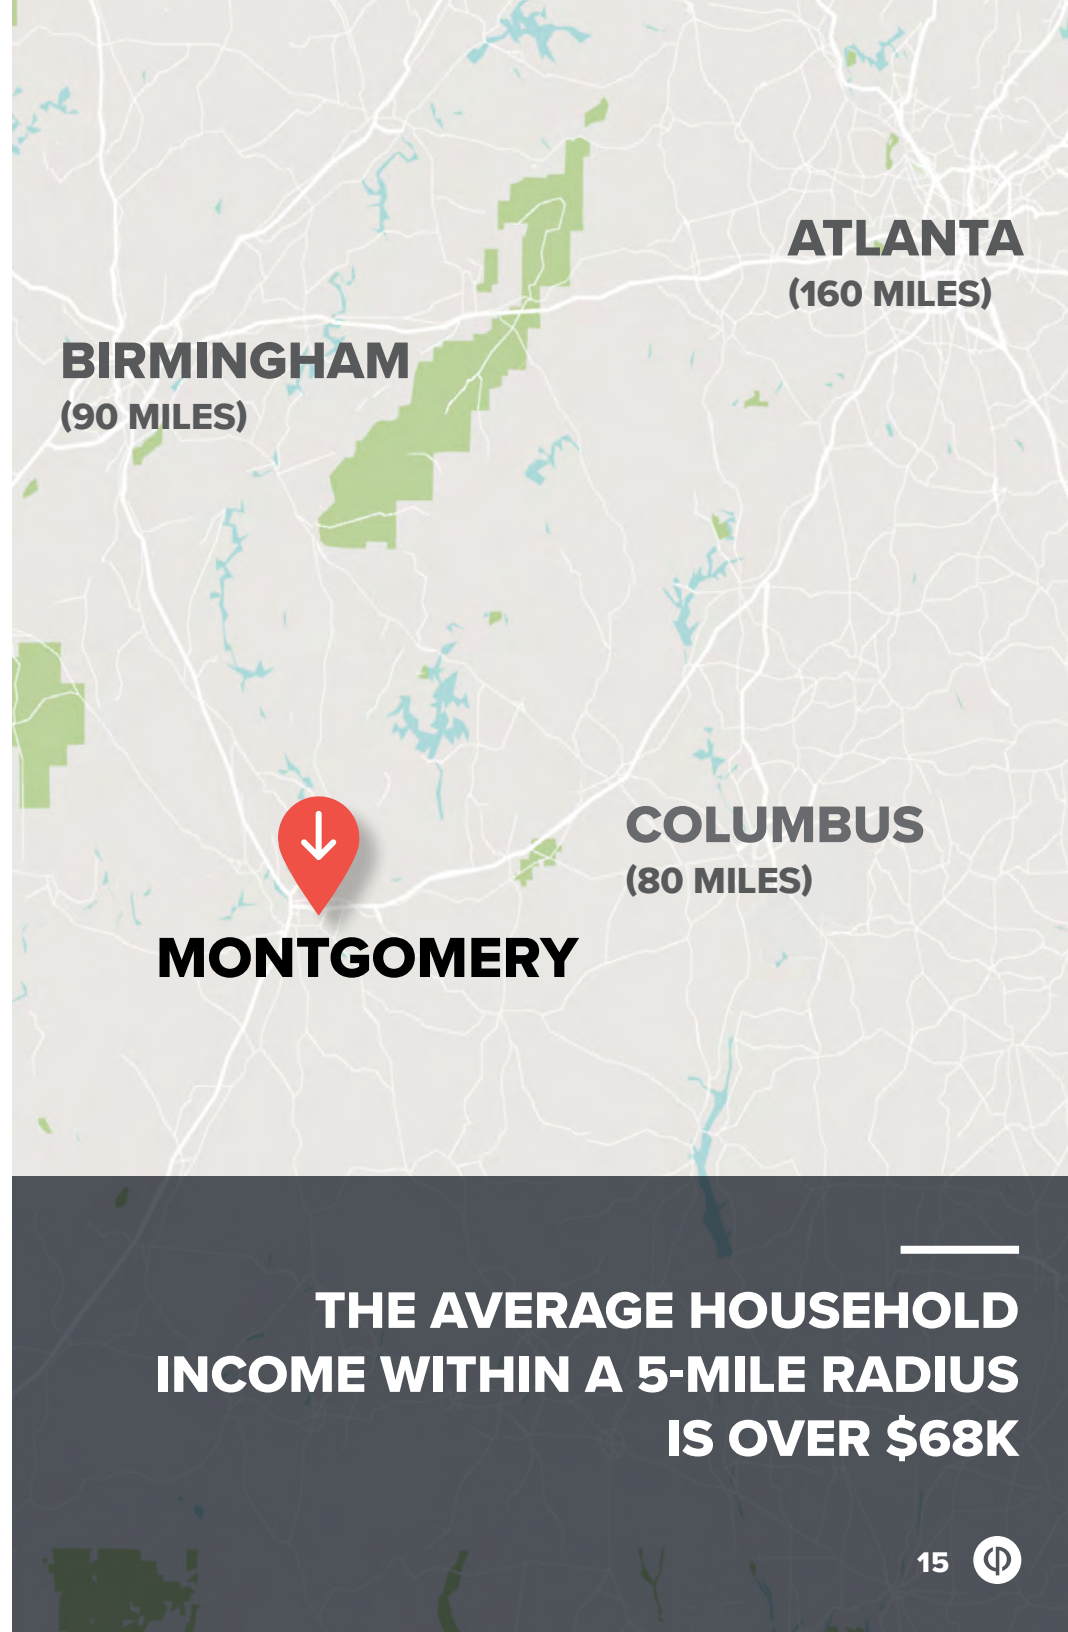 ATLANTA
(160 MILES)
BIRMINGHAM
(90 MILES)
COLUMBUS
(80 MILES)
MONTGOMERY
THE AVERAGE HOUSEHOLD
INCOME WITHIN A 5-MILE RADIUS
IS OVER $68K
15